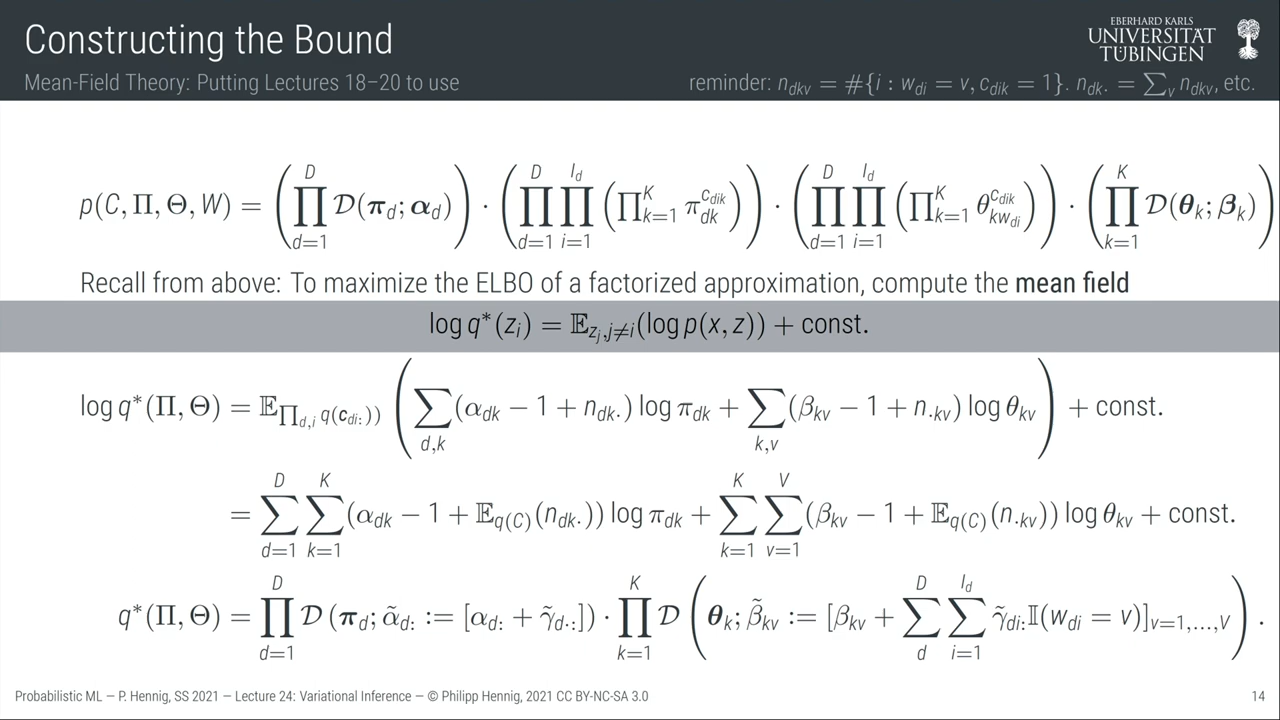 Constructing the Bound
EBERHARD KARLS
UNIVERSITÄT
TÜBINGEN
Mean-Field Theory: Putting Lectures 18–20 to use
reminder: n_{dkv} = #{i : w_{di} = v, c_{dik} = 1}. n_{dk·} = ∑_v n_{dkv}, etc.
p(C, Π, Θ, W) = (∏_{d=1}^{D} 𝒟(π_d; α_d)) · (∏_{d=1}^{D} ∏_{i=1}^{I_d} (∏_{k=1}^{K} π_{dk}^{c_{dik}})) · (∏_{d=1}^{D} ∏_{i=1}^{I_d} (∏_{k=1}^{K} θ_{kw_{di}}^{c_{dik}})) · (∏_{k=1}^{K} 𝒟(θ_k; β_k))
Recall from above: To maximize the ELBO of a factorized approximation, compute the mean field
log q*(z_i) = 𝔼_{z_j, j≠i}(log p(x, z)) + const.
log q*(Π, Θ) = 𝔼_{∏_{d,i} q(c_{di:}))} (∑_{d,k} (α_{dk} − 1 + n_{dk·}) log π_{dk} + ∑_{k,v} (β_{kv} − 1 + n_{·kv}) log θ_{kv}) + const.
= ∑_{d=1}^{D} ∑_{k=1}^{K} (α_{dk} − 1 + 𝔼_{q(C)}(n_{dk·})) log π_{dk} + ∑_{k=1}^{K} ∑_{v=1}^{V} (β_{kv} − 1 + 𝔼_{q(C)}(n_{·kv})) log θ_{kv} + const.
q*(Π, Θ) = ∏_{d=1}^{D} 𝒟(π_d; α̃_{d:} := [α_{d:} + γ̃_{d·:}]) · ∏_{k=1}^{K} 𝒟(θ_k; β̃_{kv} := [β_{kv} + ∑_d^{D} ∑_{i=1}^{I_d} γ̃_{di:} 𝕀(w_{di} = v)]_{v=1,…,V}) .
Probabilistic ML — P. Hennig, SS 2021 — Lecture 24: Variational Inference — © Philipp Hennig, 2021 CC BY-NC-SA 3.0
14